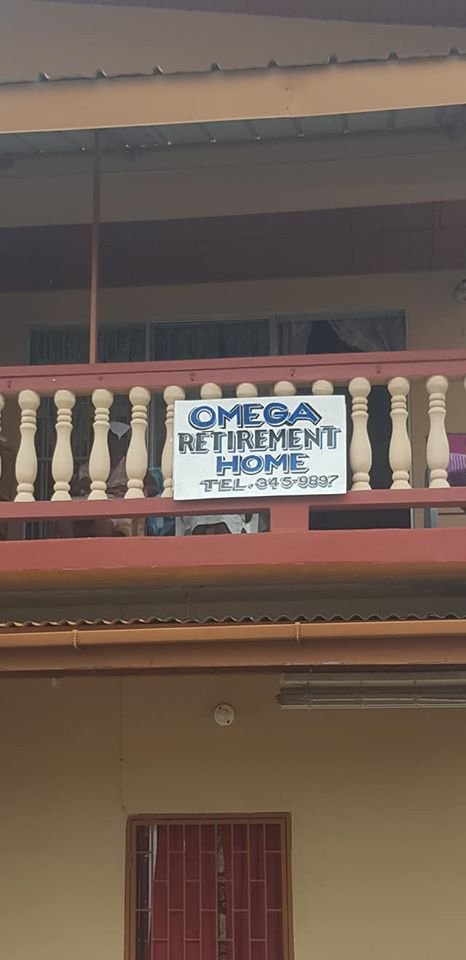 OMEGA
RETIREMENT
HOME
TEL. 345-9897